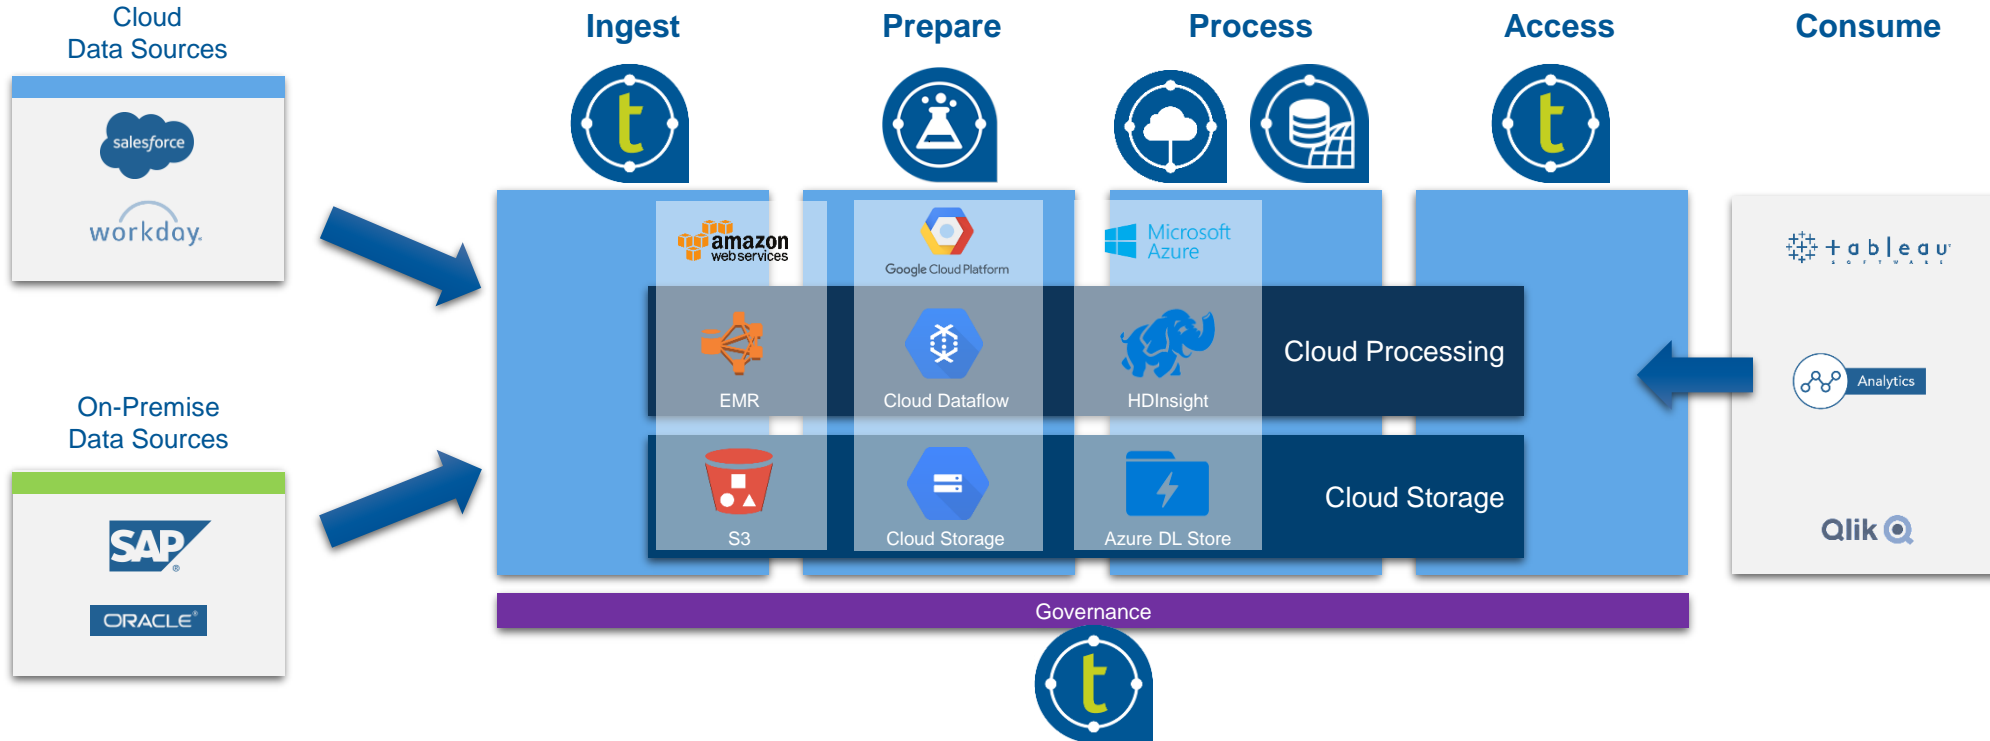 Cloud
Data Sources
salesforce
workday.
On-Premise
Data Sources
SAP®
ORACLE®
Ingest
Prepare
Process
Access
Consume
t
t
amazon
webservices
Google Cloud Platform
Microsoft
Azure
Cloud Processing
EMR
Cloud Dataflow
HDInsight
Cloud Storage
S3
Cloud Storage
Azure DL Store
Governance
t
+ableau
SOFTWARE
Analytics
Qlik